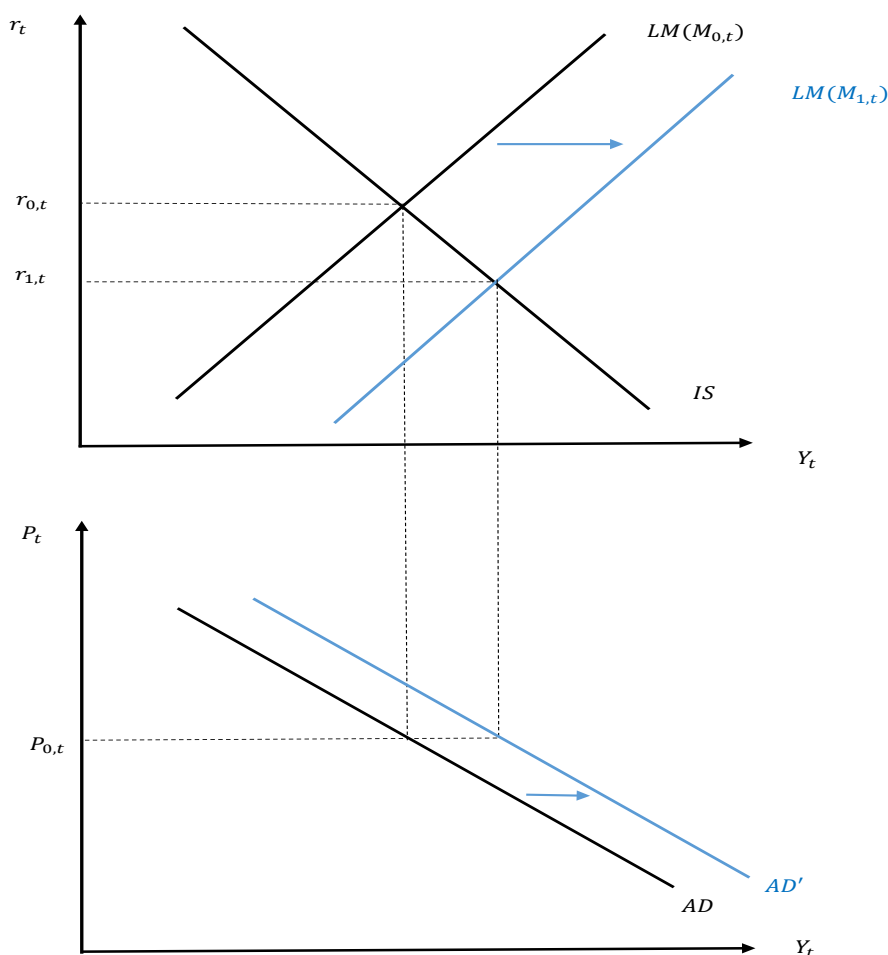 r_t
LM(M_{0,t})
LM(M_{1,t})
r_{0,t}
r_{1,t}
IS
Y_t
P_t
P_{0,t}
AD'
AD
Y_t